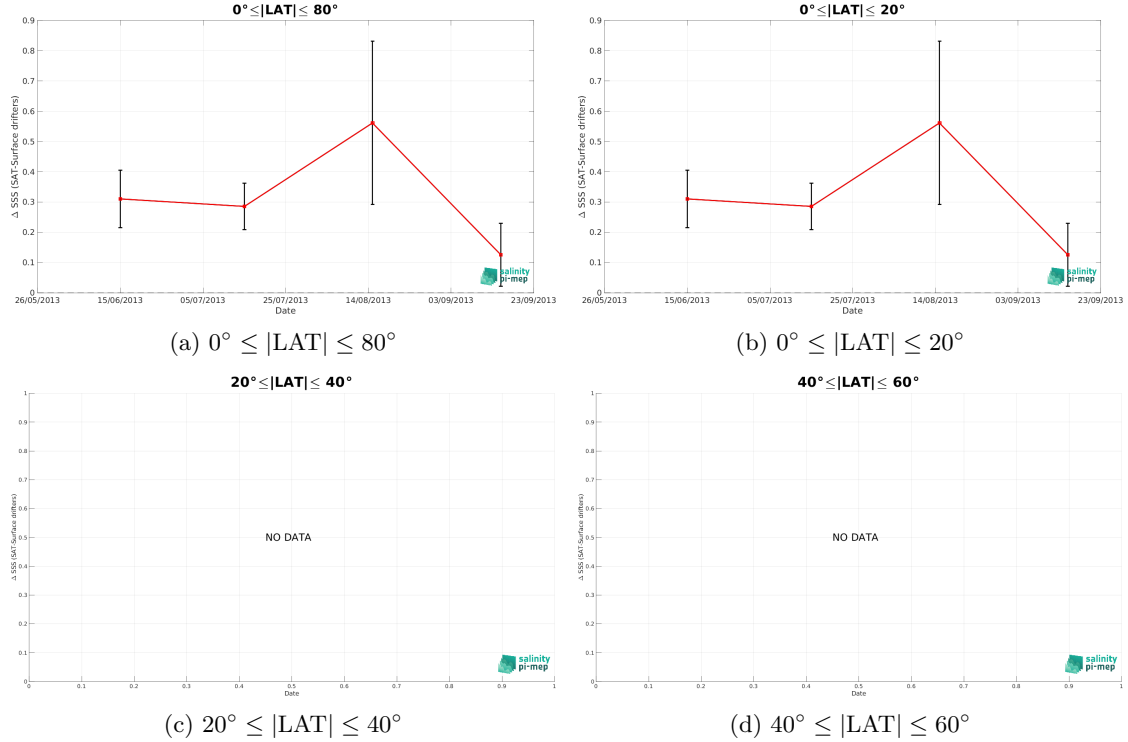 0°≤|LAT|≤ 80°
Δ SSS (SAT-Surface drifters)
0.9
0.8
0.7
0.6
0.5
0.4
0.3
0.2
0.1
0
26/05/2013 15/06/2013 05/07/2013 25/07/2013 14/08/2013 03/09/2013 23/09/2013
Date
salinity
pi-mep
(a) 0° ≤ |LAT| ≤ 80°
0°≤|LAT|≤ 20°
Δ SSS (SAT-Surface drifters)
0.9
0.8
0.7
0.6
0.5
0.4
0.3
0.2
0.1
0
26/05/2013 15/06/2013 05/07/2013 25/07/2013 14/08/2013 03/09/2013 23/09/2013
Date
salinity
pi-mep
(b) 0° ≤ |LAT| ≤ 20°
20°≤|LAT|≤ 40°
Δ SSS (SAT-Surface drifters)
1
0.9
0.8
0.7
0.6
0.5
0.4
0.3
0.2
0.1
0
NO DATA
0 0.1 0.2 0.3 0.4 0.5 0.6 0.7 0.8 0.9 1
Date
salinity
pi-mep
(c) 20° ≤ |LAT| ≤ 40°
40°≤|LAT|≤ 60°
Δ SSS (SAT-Surface drifters)
1
0.9
0.8
0.7
0.6
0.5
0.4
0.3
0.2
0.1
0
NO DATA
0 0.1 0.2 0.3 0.4 0.5 0.6 0.7 0.8 0.9 1
Date
salinity
pi-mep
(d) 40° ≤ |LAT| ≤ 60°